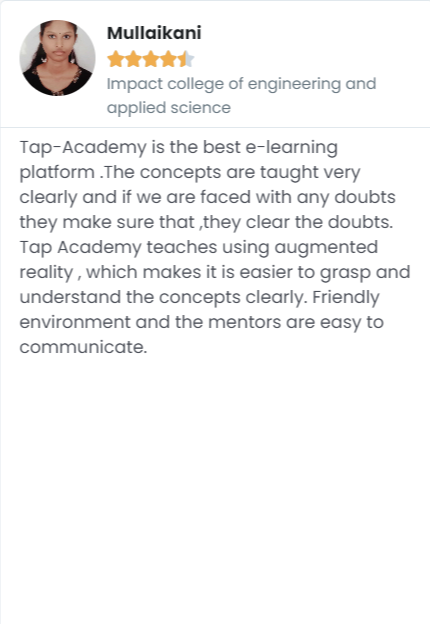 Mullaikani
Impact college of engineering and
applied science
Tap-Academy is the best e-learning
platform .The concepts are taught very
clearly and if we are faced with any doubts
they make sure that ,they clear the doubts.
Tap Academy teaches using augmented
reality , which makes it is easier to grasp and
understand the concepts clearly. Friendly
environment and the mentors are easy to
communicate.